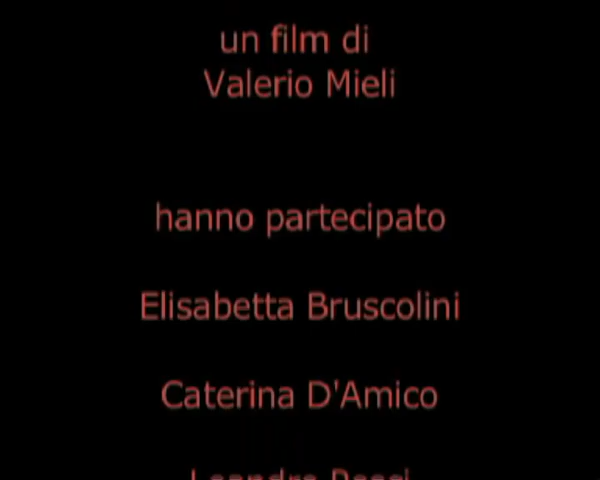 un film di
Valerio Mieli
hanno partecipato
Elisabetta Bruscolini
Caterina D'Amico